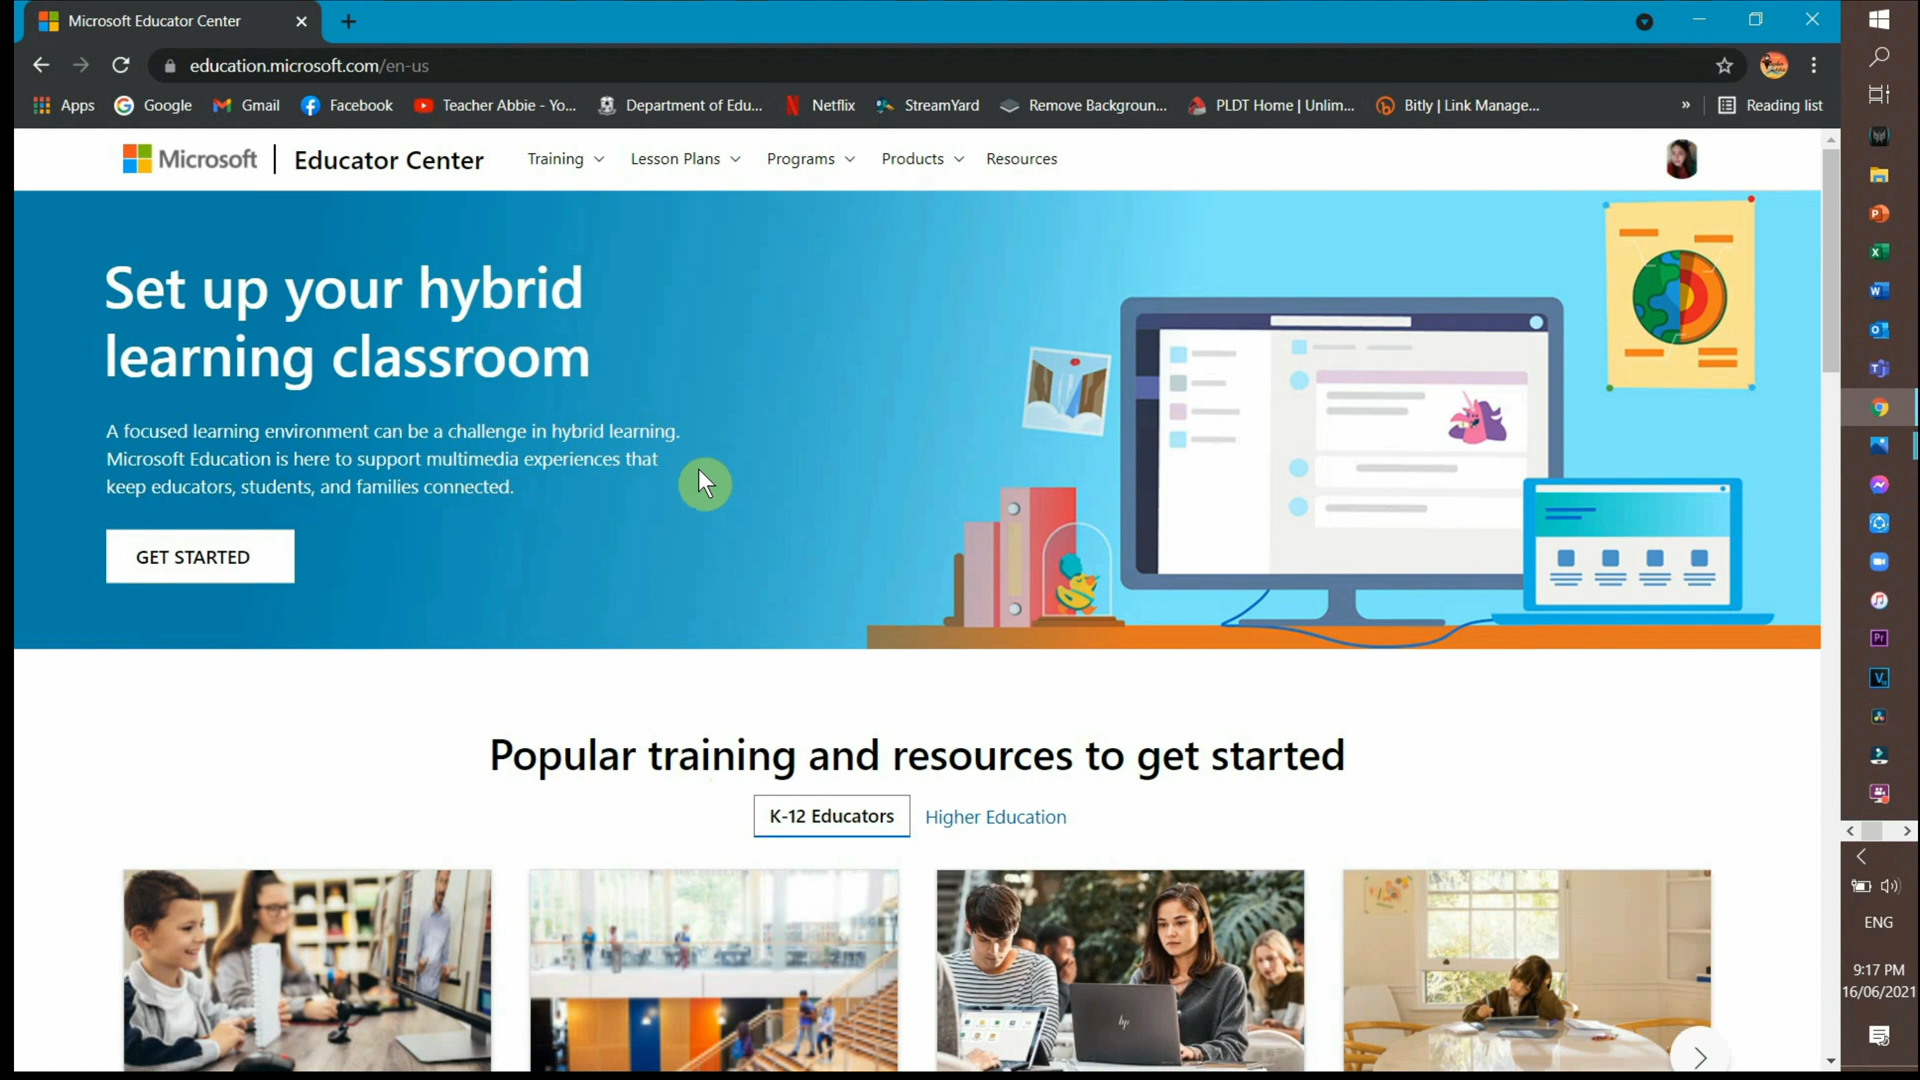 Microsoft Educator Center
education.microsoft.com/en-us
Apps Google Gmail Facebook Teacher Abbie - Yo... Department of Edu... Netflix StreamYard Remove Backgroun... PLDT Home | Unlim... Bitly | Link Manage... » Reading list
Microsoft | Educator Center Training Lesson Plans Programs Products Resources
Set up your hybrid
learning classroom
A focused learning environment can be a challenge in hybrid learning.
Microsoft Education is here to support multimedia experiences that
keep educators, students, and families connected.
GET STARTED
Popular training and resources to get started
K-12 Educators Higher Education
hp
Pr
ENG
9:17 PM
16/06/2021